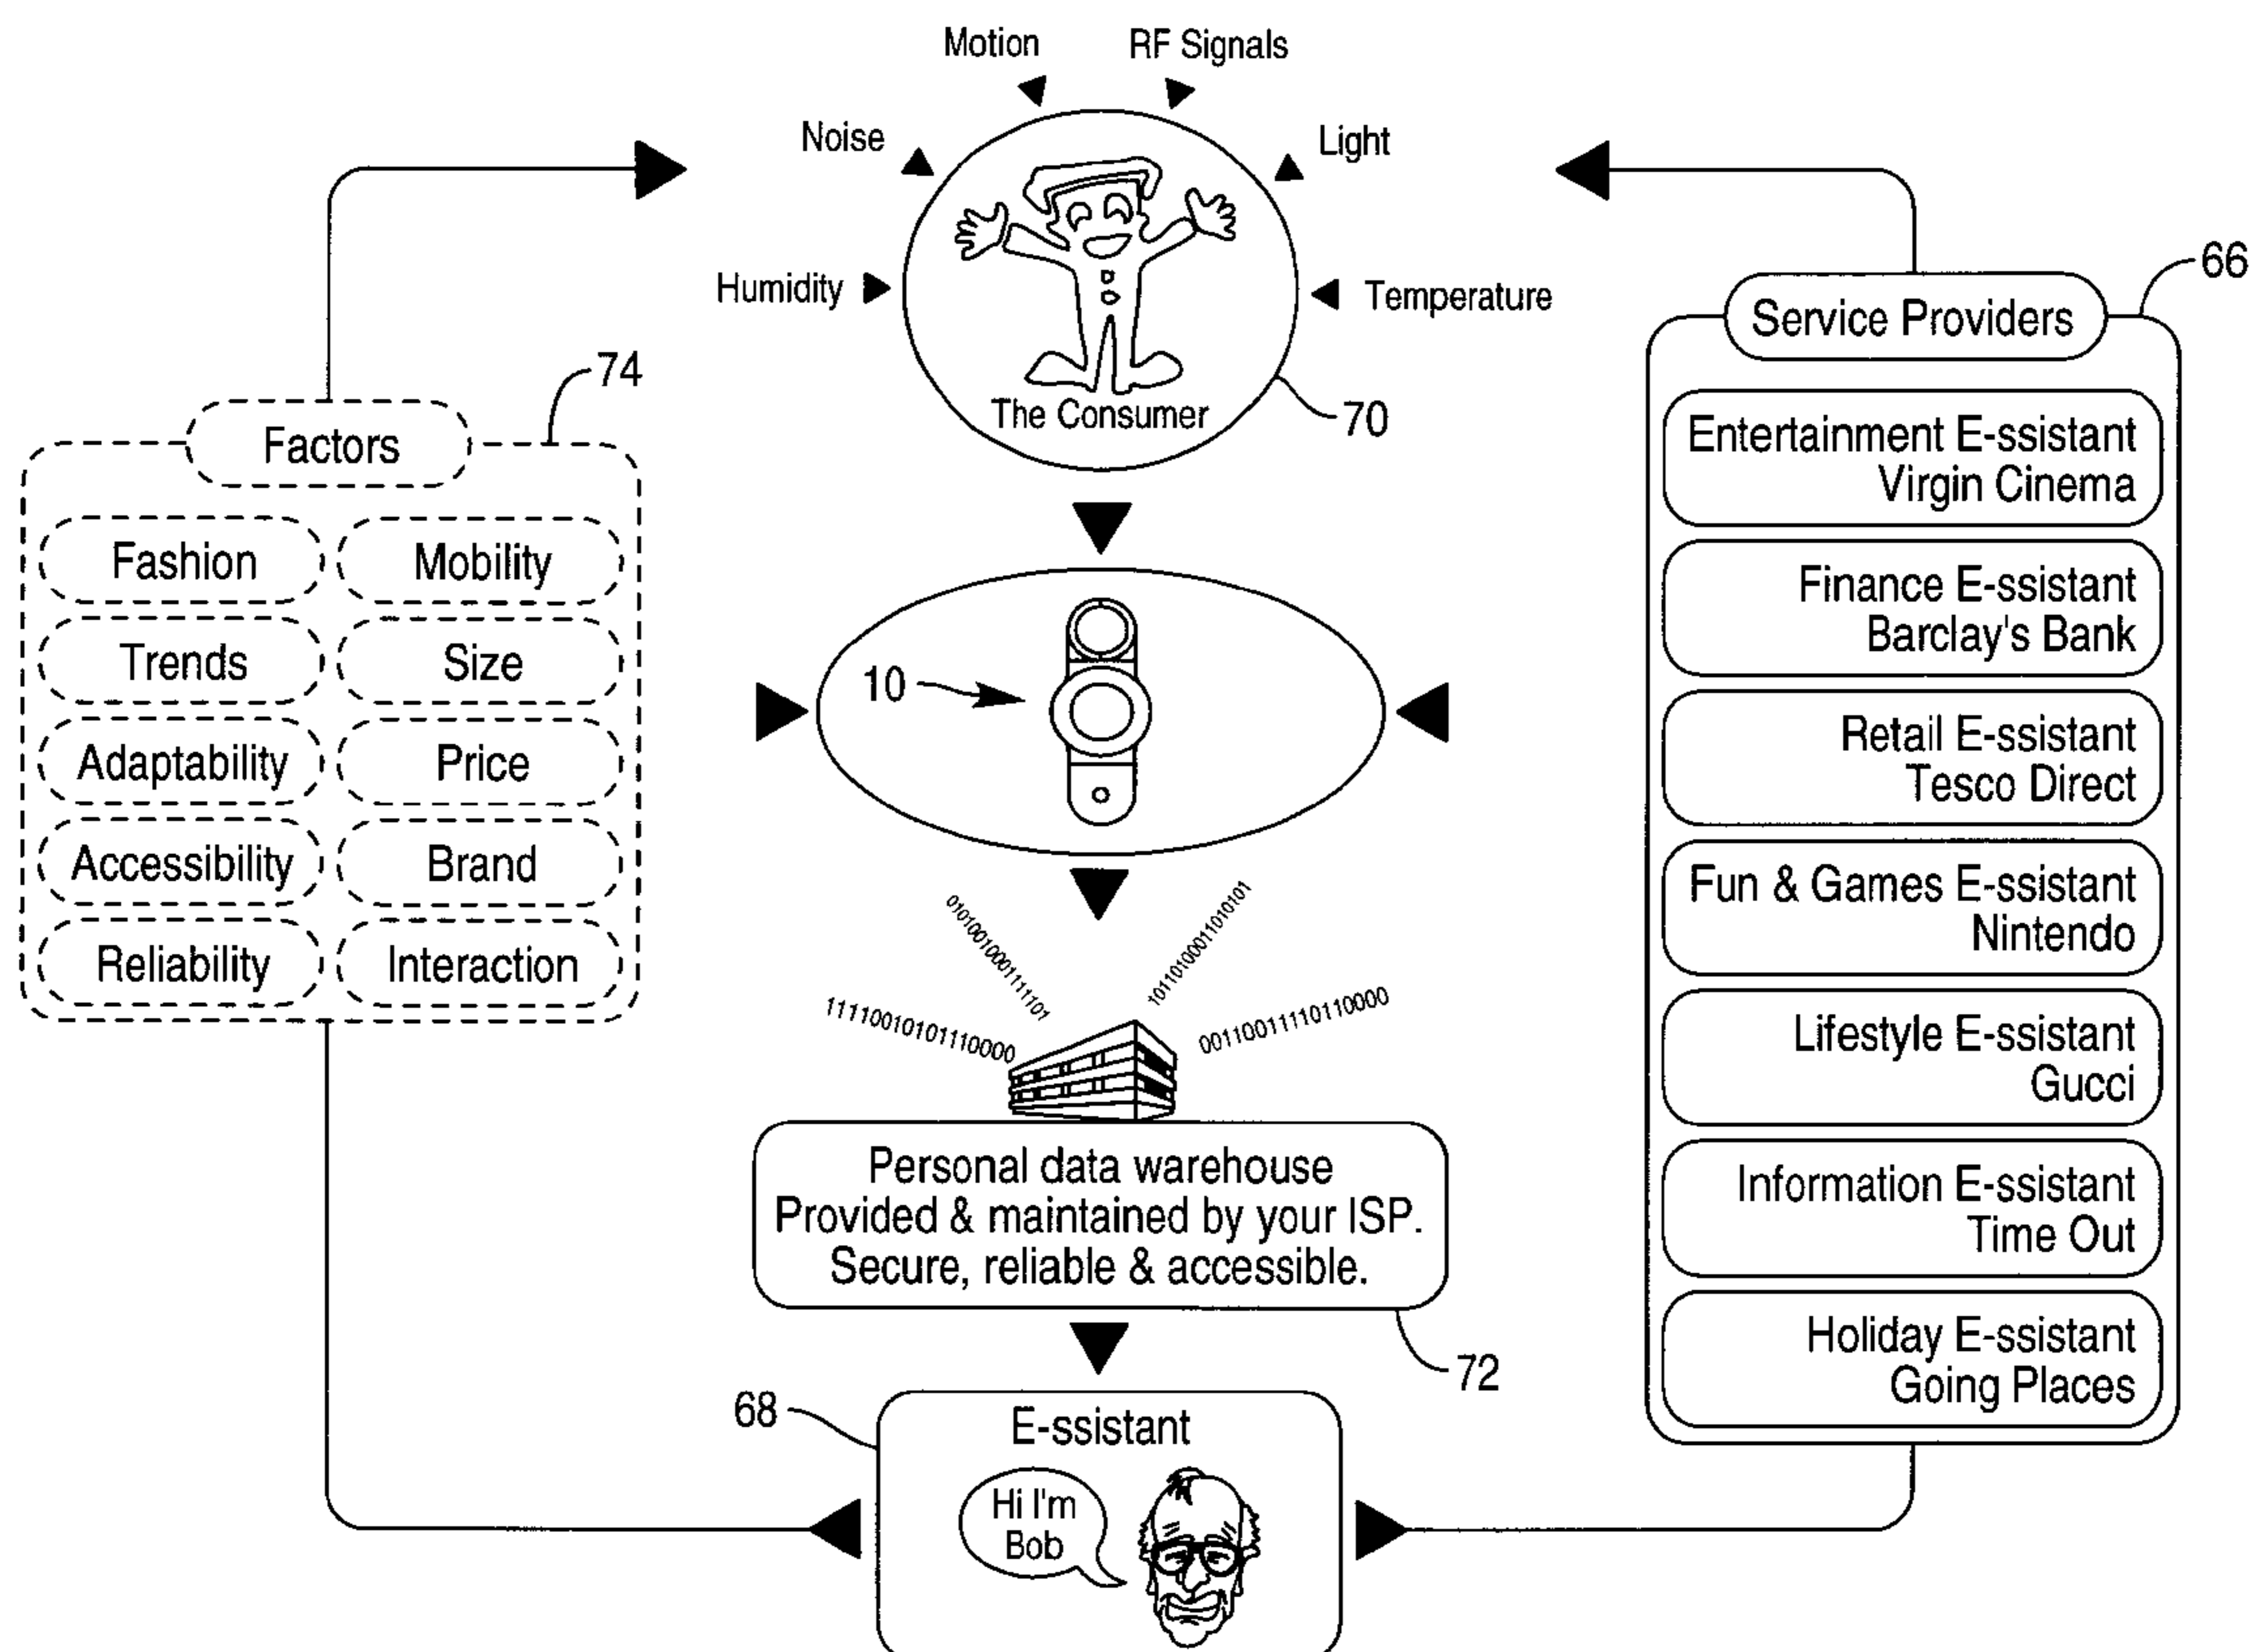 Motion
RF Signals
Noise
Light
Humidity
Temperature
The Consumer
70
74
Factors
Fashion
Mobility
Trends
Size
Adaptability
Price
Accessibility
Brand
Reliability
Interaction
10
66
Service Providers
Entertainment E-ssistant
Virgin Cinema
Finance E-ssistant
Barclay's Bank
Retail E-ssistant
Tesco Direct
Fun & Games E-ssistant
Nintendo
Lifestyle E-ssistant
Gucci
Information E-ssistant
Time Out
Holiday E-ssistant
Going Places
11110010101110000
00110011110110000
Personal data warehouse
Provided & maintained by your ISP.
Secure, reliable & accessible.
72
68
E-ssistant
Hi I'm
Bob